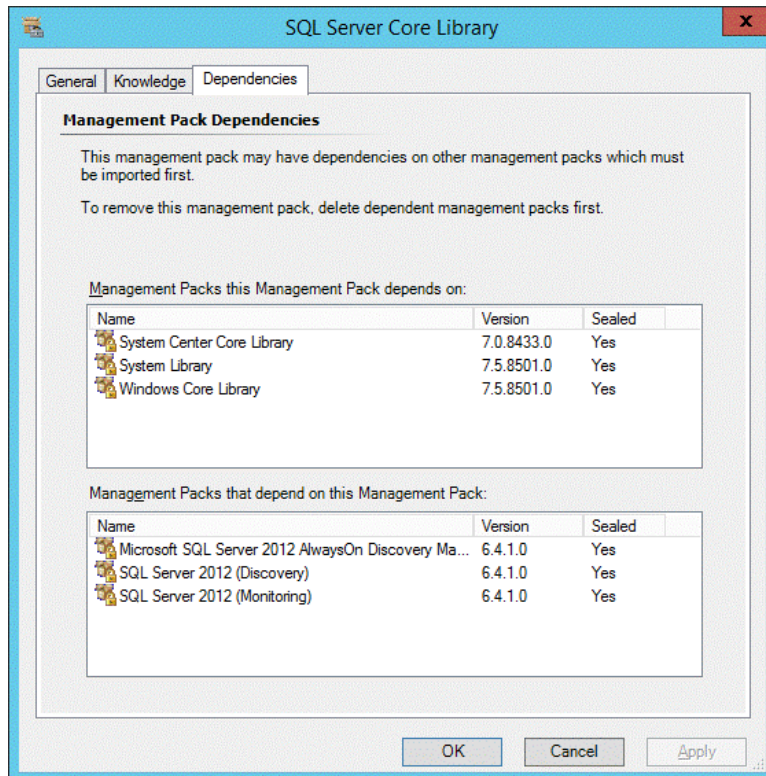 SQL Server Core Library
x
General Knowledge Dependencies
Management Pack Dependencies
This management pack may have dependencies on other management packs which must
be imported first.
To remove this management pack, delete dependent management packs first.
Management Packs this Management Pack depends on:
Name Version Sealed
System Center Core Library 7.0.8433.0 Yes
System Library 7.5.8501.0 Yes
Windows Core Library 7.5.8501.0 Yes
Management Packs that depend on this Management Pack:
Name Version Sealed
Microsoft SQL Server 2012 AlwaysOn Discovery Ma... 6.4.1.0 Yes
SQL Server 2012 (Discovery) 6.4.1.0 Yes
SQL Server 2012 (Monitoring) 6.4.1.0 Yes
OK Cancel Apply